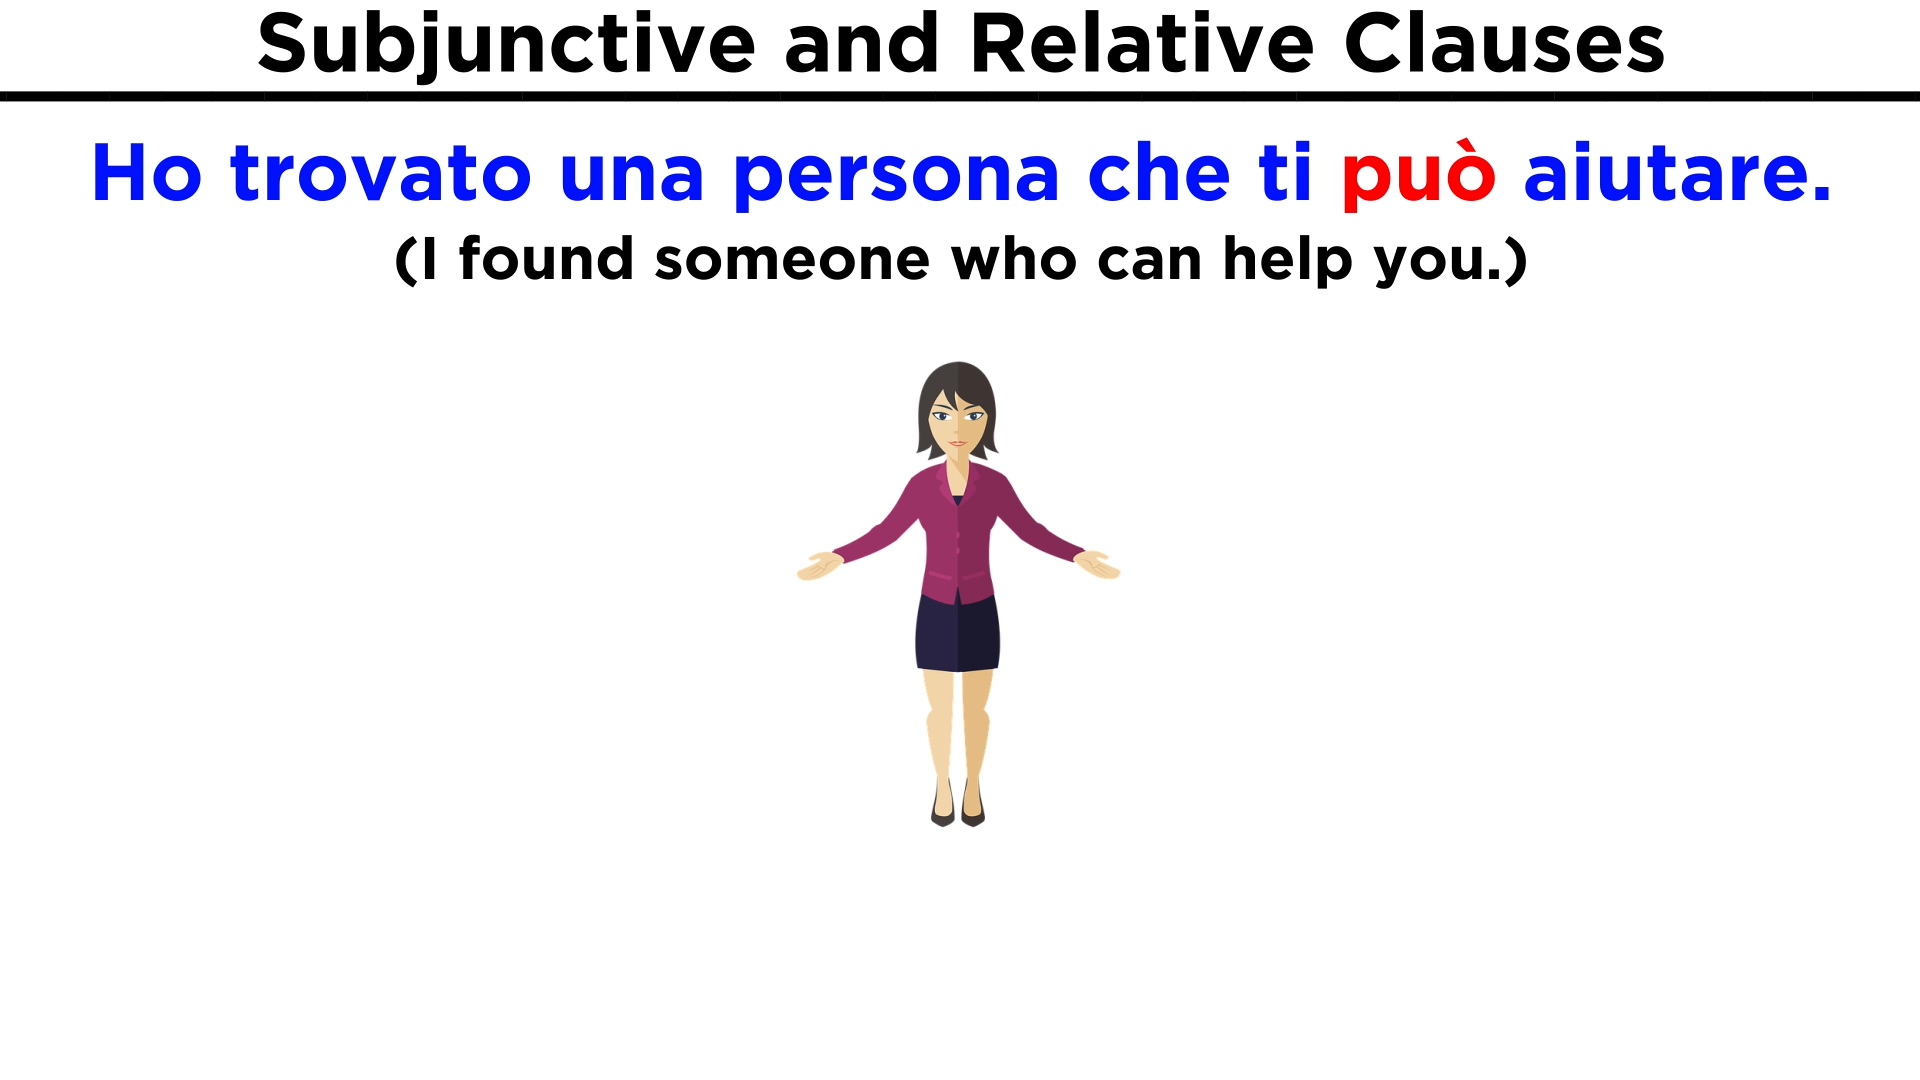 Subjunctive and Relative Clauses
Ho trovato una persona che ti può aiutare.
(I found someone who can help you.)